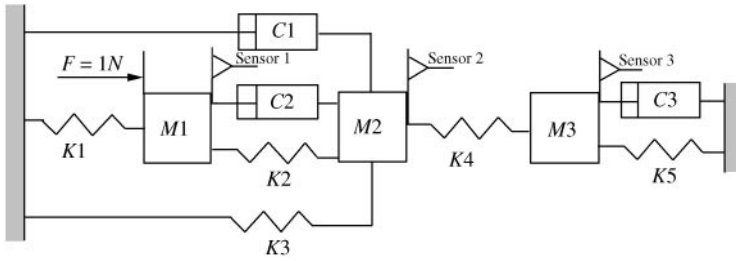 C1
F = 1N
Sensor 1
Sensor 2
Sensor 3
C2
C3
M1
M2
M3
K1
K2
K4
K5
K3